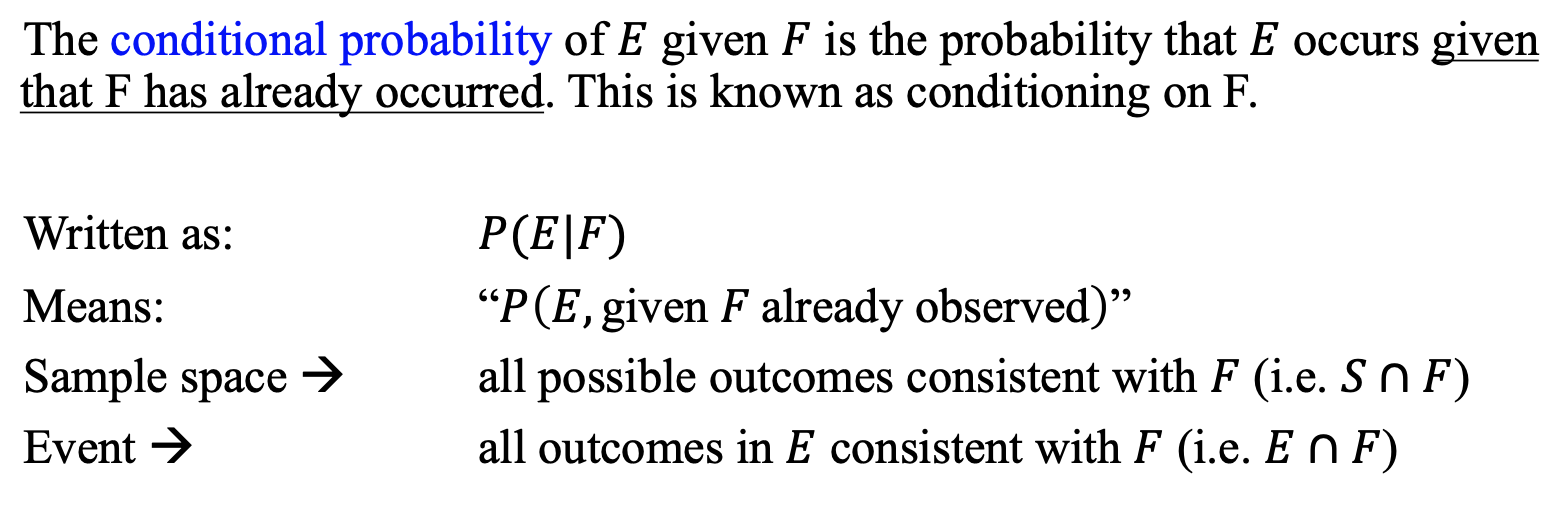 The conditional probability of E given F is the probability that E occurs given
that F has already occurred. This is known as conditioning on F.
Written as: P(E|F)
Means: “P(E, given F already observed)”
Sample space → all possible outcomes consistent with F (i.e. S ∩ F)
Event → all outcomes in E consistent with F (i.e. E ∩ F)